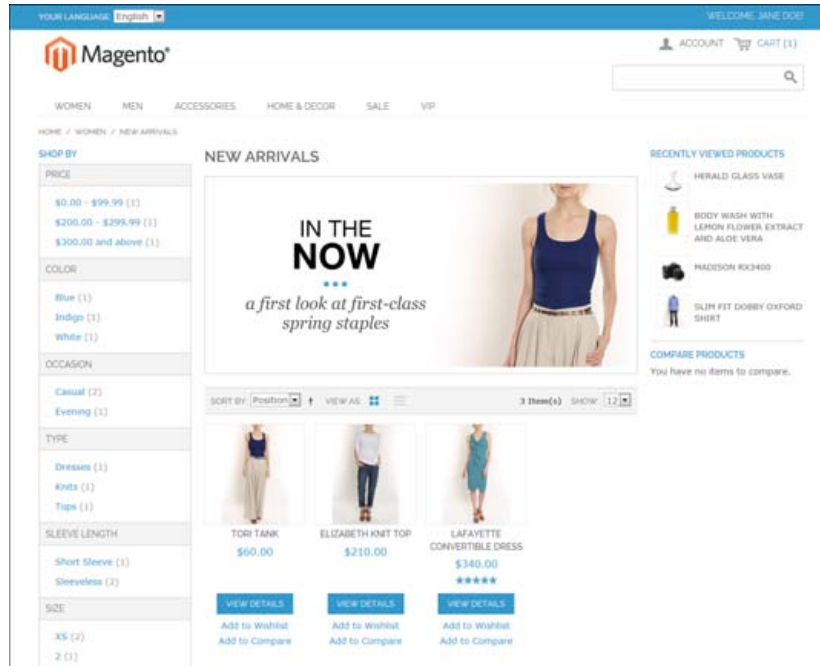 YOUR LANGUAGE: English
WELCOME, JANE DOE!
Magento®
ACCOUNT CART (1)
WOMEN MEN ACCESSORIES HOME & DECOR SALE VIP
HOME / WOMEN / NEW ARRIVALS
SHOP BY
PRICE
$0.00 - $99.99 (1)
$200.00 - $299.99 (1)
$300.00 and above (1)
COLOR
Blue (1)
Indigo (1)
White (1)
OCCASION
Casual (2)
Evening (1)
TYPE
Dresses (1)
Knits (1)
Tops (1)
SLEEVE LENGTH
Short Sleeve (1)
Sleeveless (2)
SIZE
XS (2)
2 (1)
NEW ARRIVALS
IN THE
NOW
a first look at first-class
spring staples
SORT BY: Position VIEW AS: 3 Item(s) SHOW: 12
TORI TANK
$60.00
VIEW DETAILS
Add to Wishlist
Add to Compare
ELIZABETH KNIT TOP
$210.00
VIEW DETAILS
Add to Wishlist
Add to Compare
LAFAYETTE
CONVERTIBLE DRESS
$340.00
VIEW DETAILS
Add to Wishlist
Add to Compare
RECENTLY VIEWED PRODUCTS
HERALD GLASS VASE
BODY WASH WITH
LEMON FLOWER EXTRACT
AND ALOE VERA
MADISON RX3400
SLIM FIT DOBBY OXFORD
SHIRT
COMPARE PRODUCTS
You have no items to compare.